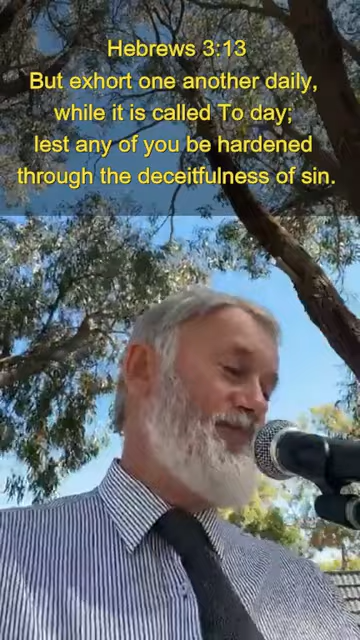 Hebrews 3:13
But exhort one another daily,
while it is called To day;
lest any of you be hardened
through the deceitfulness of sin.